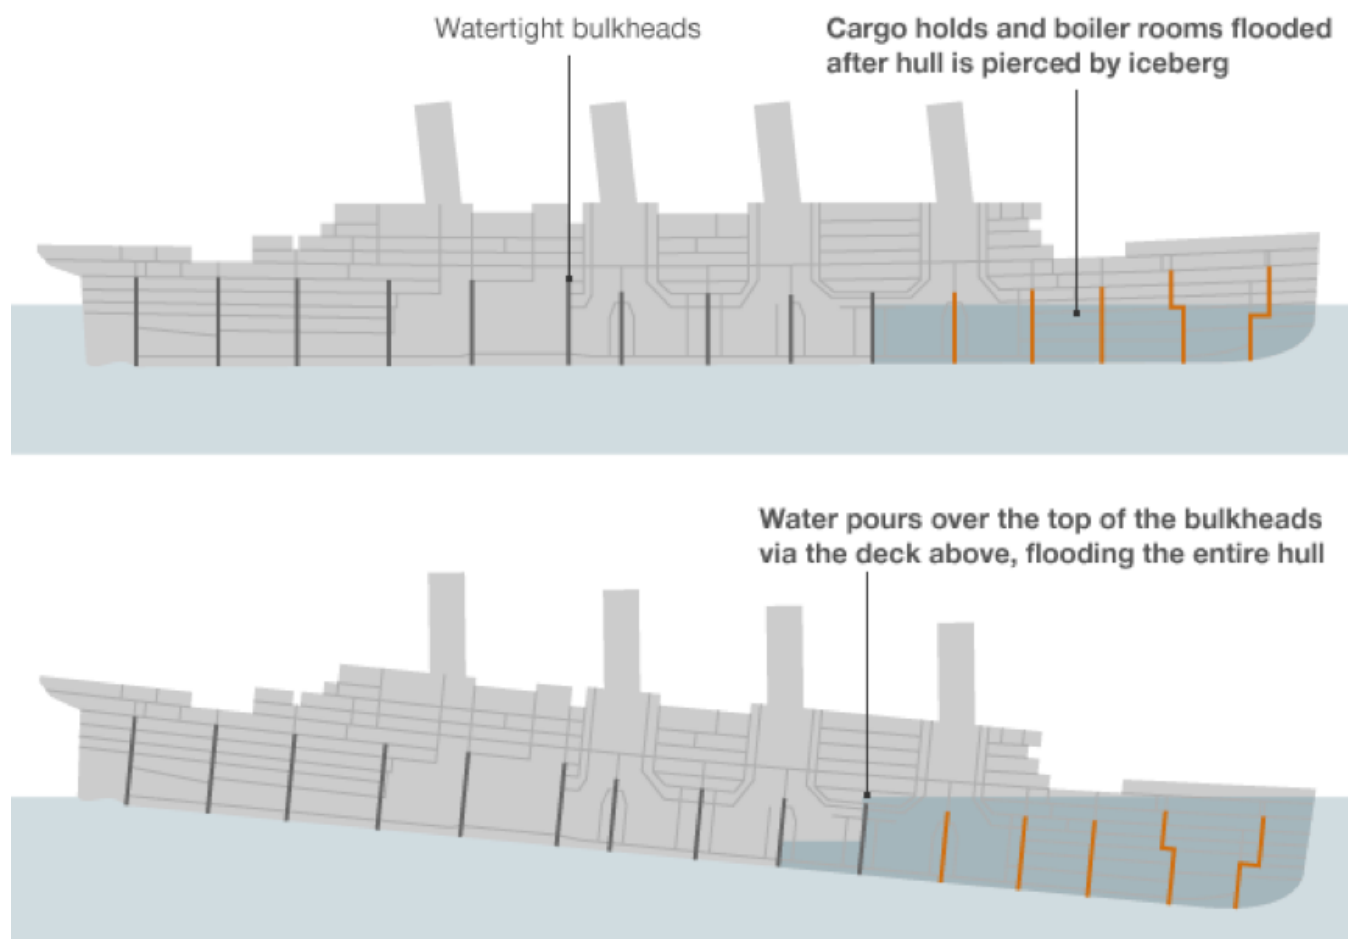 Watertight bulkheads
Cargo holds and boiler rooms flooded
after hull is pierced by iceberg
Water pours over the top of the bulkheads
via the deck above, flooding the entire hull